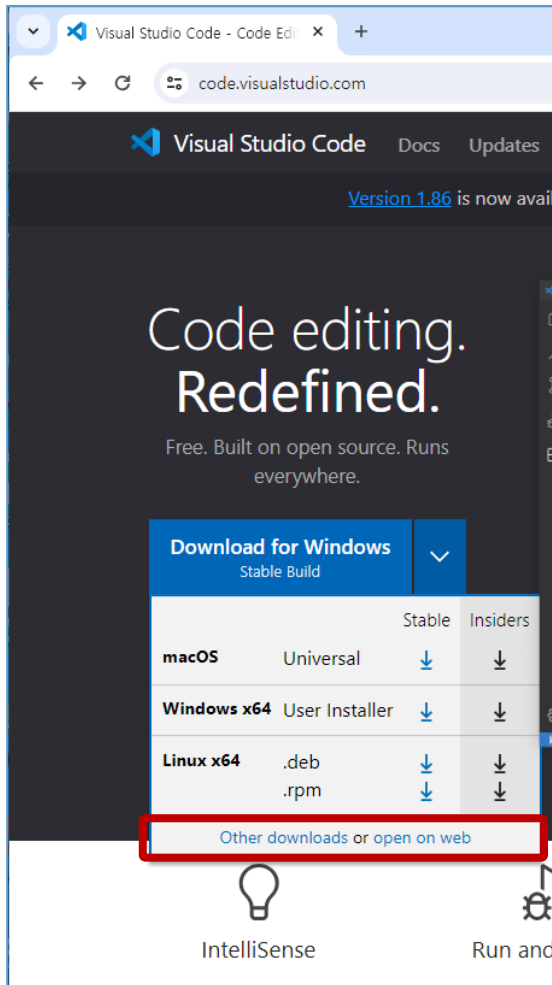 Visual Studio Code - Code Edi
code.visualstudio.com
Visual Studio Code Docs Updates
Version 1.86 is now avail
Code editing.
Redefined.
Free. Built on open source. Runs
everywhere.
Download for Windows
Stable Build
Stable Insiders
macOS Universal
Windows x64 User Installer
Linux x64 .deb
.rpm
Other downloads or open on web
IntelliSense Run and